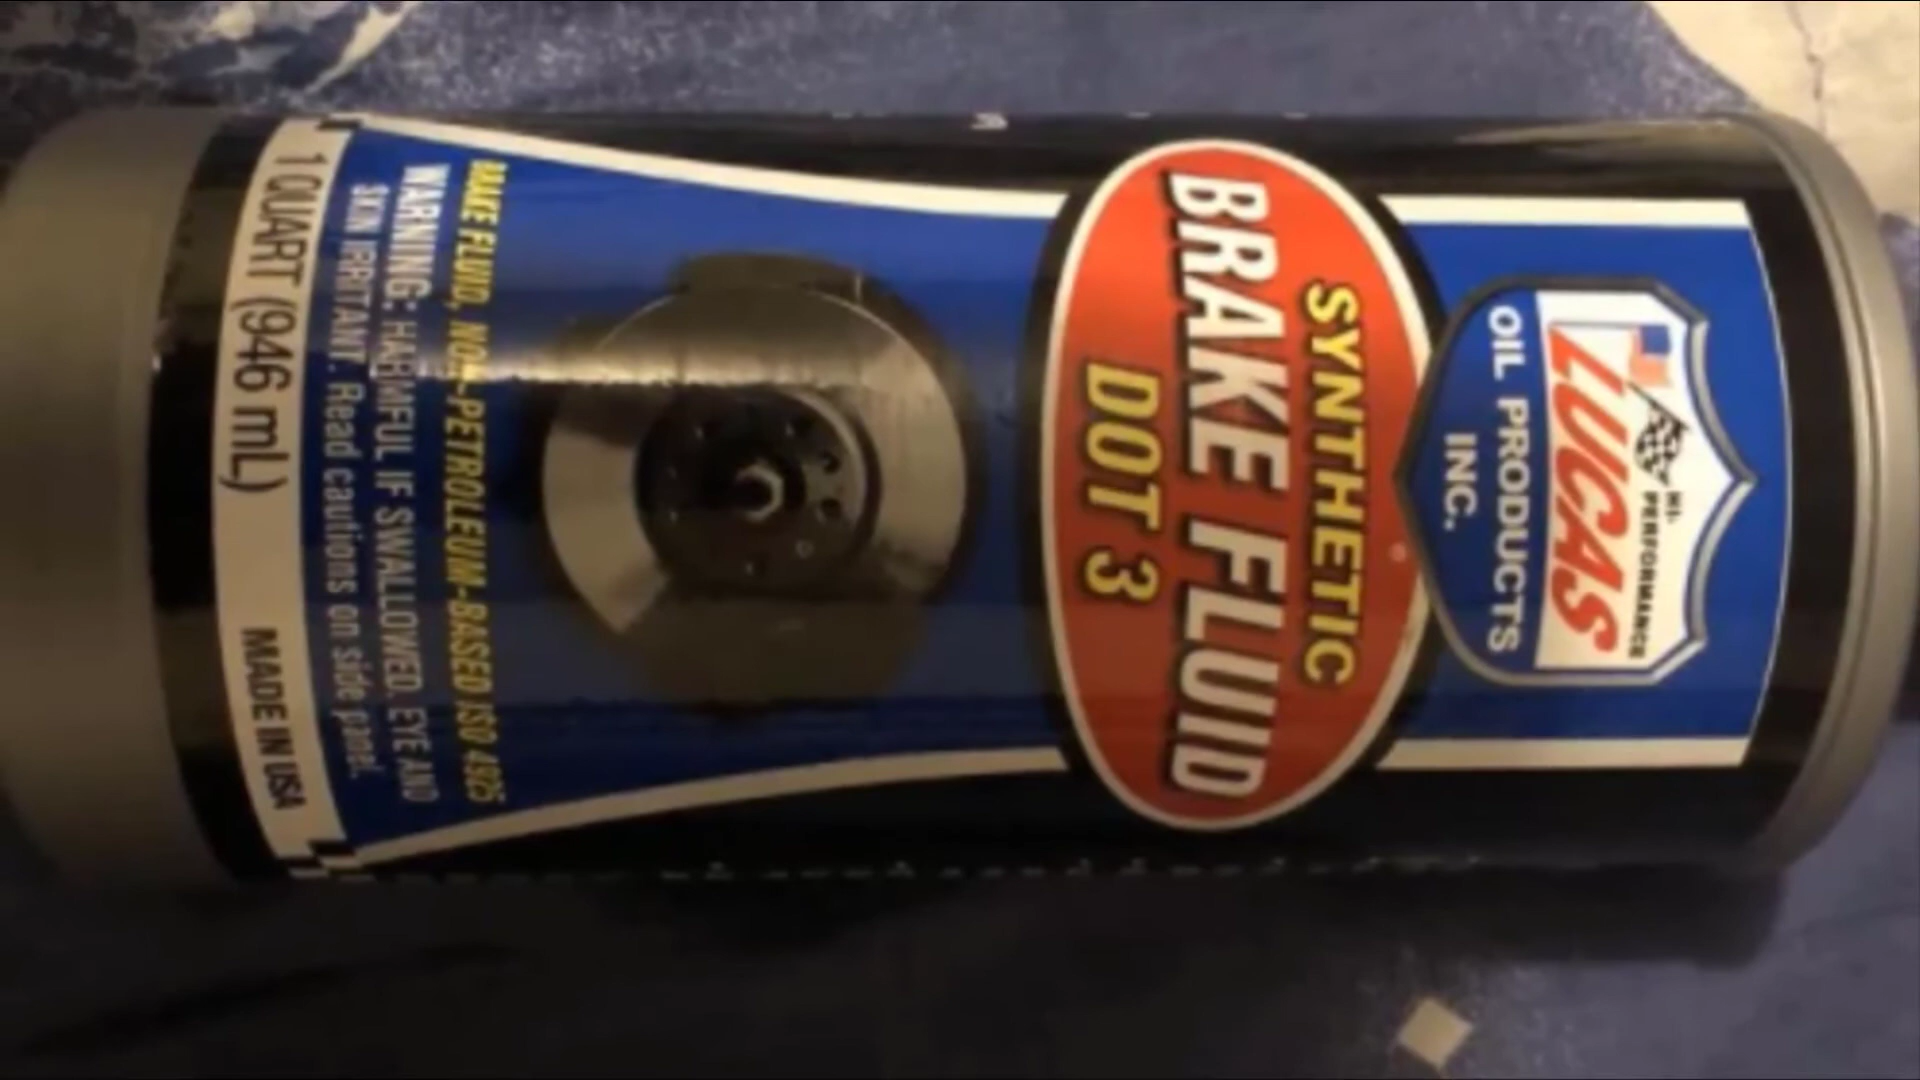 HI-PERFORMANCE
LUCAS
OIL PRODUCTS
INC.
SYNTHETIC
BRAKE FLUID
DOT 3
BRAKE FLUID, NON-PETROLEUM-BASED ISO 4925
WARNING: HARMFUL IF SWALLOWED. EYE AND
SKIN IRRITANT. Read cautions on side panel.
1 QUART (946 mL) MADE IN USA